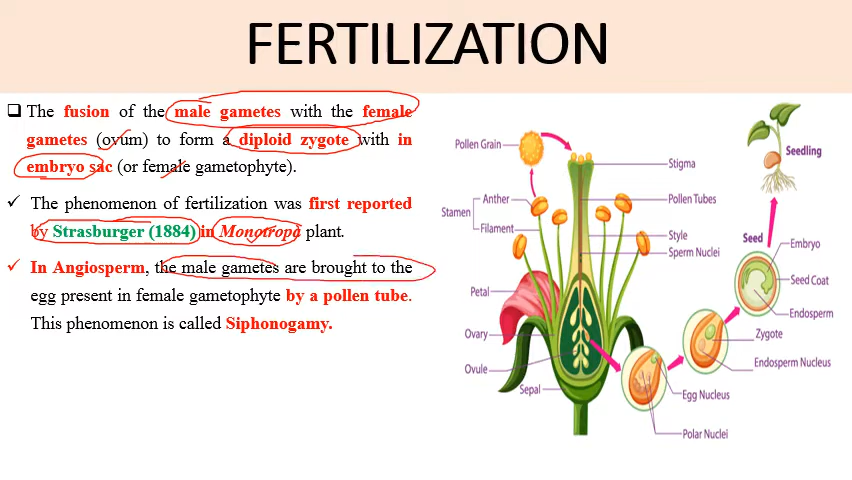 FERTILIZATION
❑ The fusion of the male gametes with the female
gametes (ovum) to form a diploid zygote with in
embryo sac (or female gametophyte).
✓ The phenomenon of fertilization was first reported
by Strasburger (1884) in Monotropa plant.
✓ In Angiosperm, the male gametes are brought to the
egg present in female gametophyte by a pollen tube.
This phenomenon is called Siphonogamy.
Pollen Grain
Stigma
Seedling
Anther
Pollen Tubes
Stamen
Filament
Style
Sperm Nuclei
Seed
Embryo
Petal
Seed Coat
Endosperm
Ovary
Zygote
Ovule
Endosperm Nucleus
Sepal
Egg Nucleus
Polar Nuclei